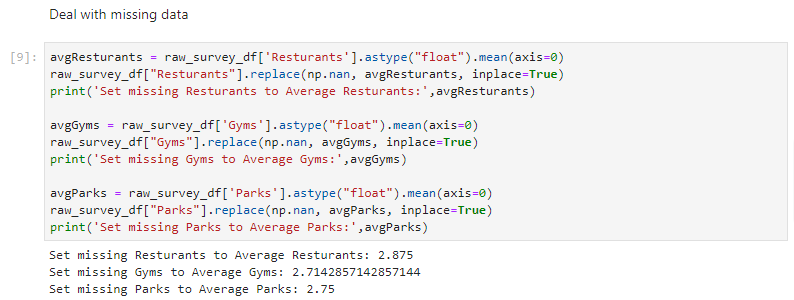 Deal with missing data
[9]:
avgResturants = raw_survey_df['Resturants'].astype("float").mean(axis=0)
raw_survey_df["Resturants"].replace(np.nan, avgResturants, inplace=True)
print('Set missing Resturants to Average Resturants:',avgResturants)
avgGyms = raw_survey_df['Gyms'].astype("float").mean(axis=0)
raw_survey_df["Gyms"].replace(np.nan, avgGyms, inplace=True)
print('Set missing Gyms to Average Gyms:',avgGyms)
avgParks = raw_survey_df['Parks'].astype("float").mean(axis=0)
raw_survey_df["Parks"].replace(np.nan, avgParks, inplace=True)
print('Set missing Parks to Average Parks:',avgParks)
Set missing Resturants to Average Resturants: 2.875
Set missing Gyms to Average Gyms: 2.7142857142857144
Set missing Parks to Average Parks: 2.75